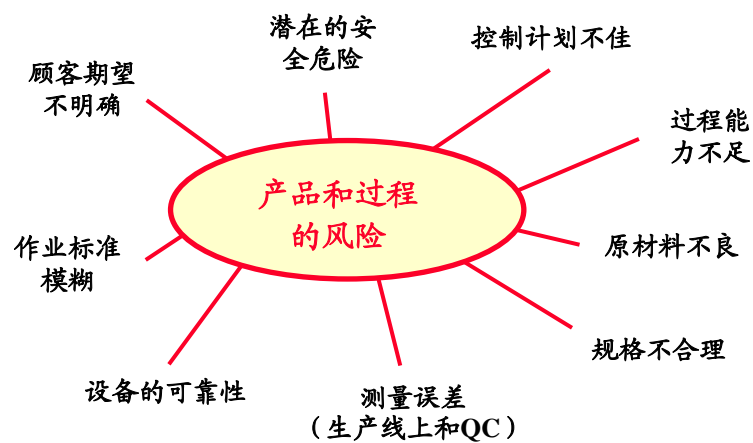 潜在的安
全危险
控制计划不佳
顾客期望
不明确
过程能
力不足
产品和过程
的风险
作业标准
模糊
原材料不良
规格不合理
设备的可靠性
测量误差
（生产线上和QC）